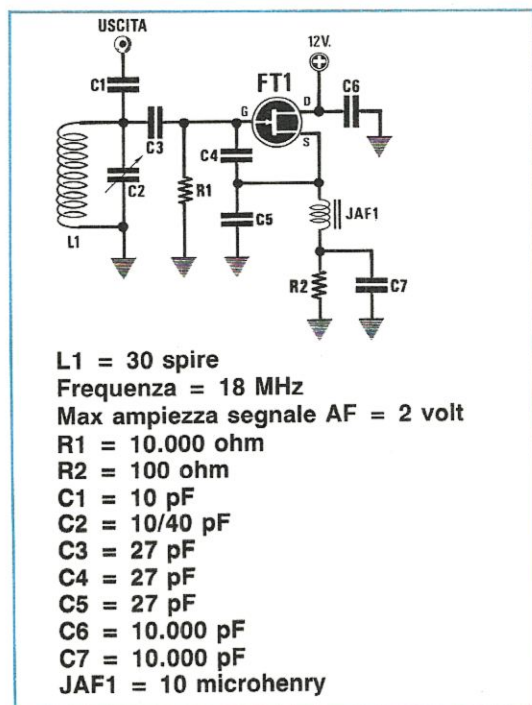 USCITA
12V.
C1
FT1
C6
D
G
C3
S
C4
C2
R1
C5
JAF1
L1
R2
C7
L1 = 30 spire
Frequenza = 18 MHz
Max ampiezza segnale AF = 2 volt
R1 = 10.000 ohm
R2 = 100 ohm
C1 = 10 pF
C2 = 10/40 pF
C3 = 27 pF
C4 = 27 pF
C5 = 27 pF
C6 = 10.000 pF
C7 = 10.000 pF
JAF1 = 10 microhenry